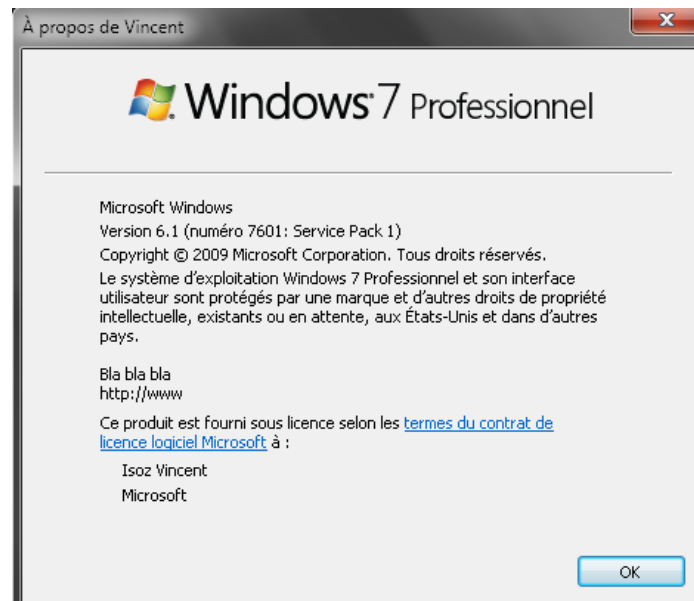 À propos de Vincent
Windows 7 Professionnel
Microsoft Windows
Version 6.1 (numéro 7601: Service Pack 1)
Copyright © 2009 Microsoft Corporation. Tous droits réservés.
Le système d'exploitation Windows 7 Professionnel et son interface
utilisateur sont protégés par une marque et d'autres droits de propriété
intellectuelle, existants ou en attente, aux États-Unis et dans d'autres
pays.
Bla bla bla
http://www
Ce produit est fourni sous licence selon les termes du contrat de
licence logiciel Microsoft à :
Isoz Vincent
Microsoft
OK